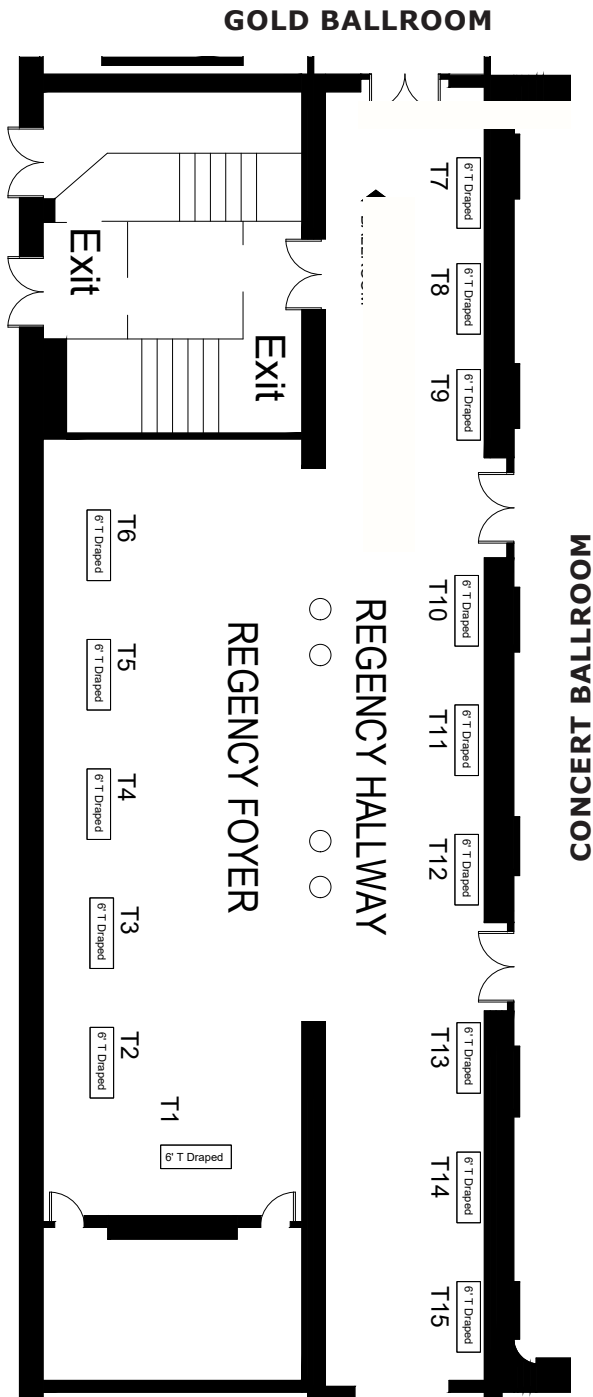 GOLD BALLROOM
CONCERT BALLROOM
Exit
Exit
REGENCY FOYER
REGENCY HALLWAY
T7
6' T Draped
T8
6' T Draped
T9
6' T Draped
T10
6' T Draped
T11
6' T Draped
T12
6' T Draped
T13
6' T Draped
T14
6' T Draped
T15
6' T Draped
T6
6' T Draped
T5
6' T Draped
T4
6' T Draped
T3
6' T Draped
T2
6' T Draped
T1
6' T Draped